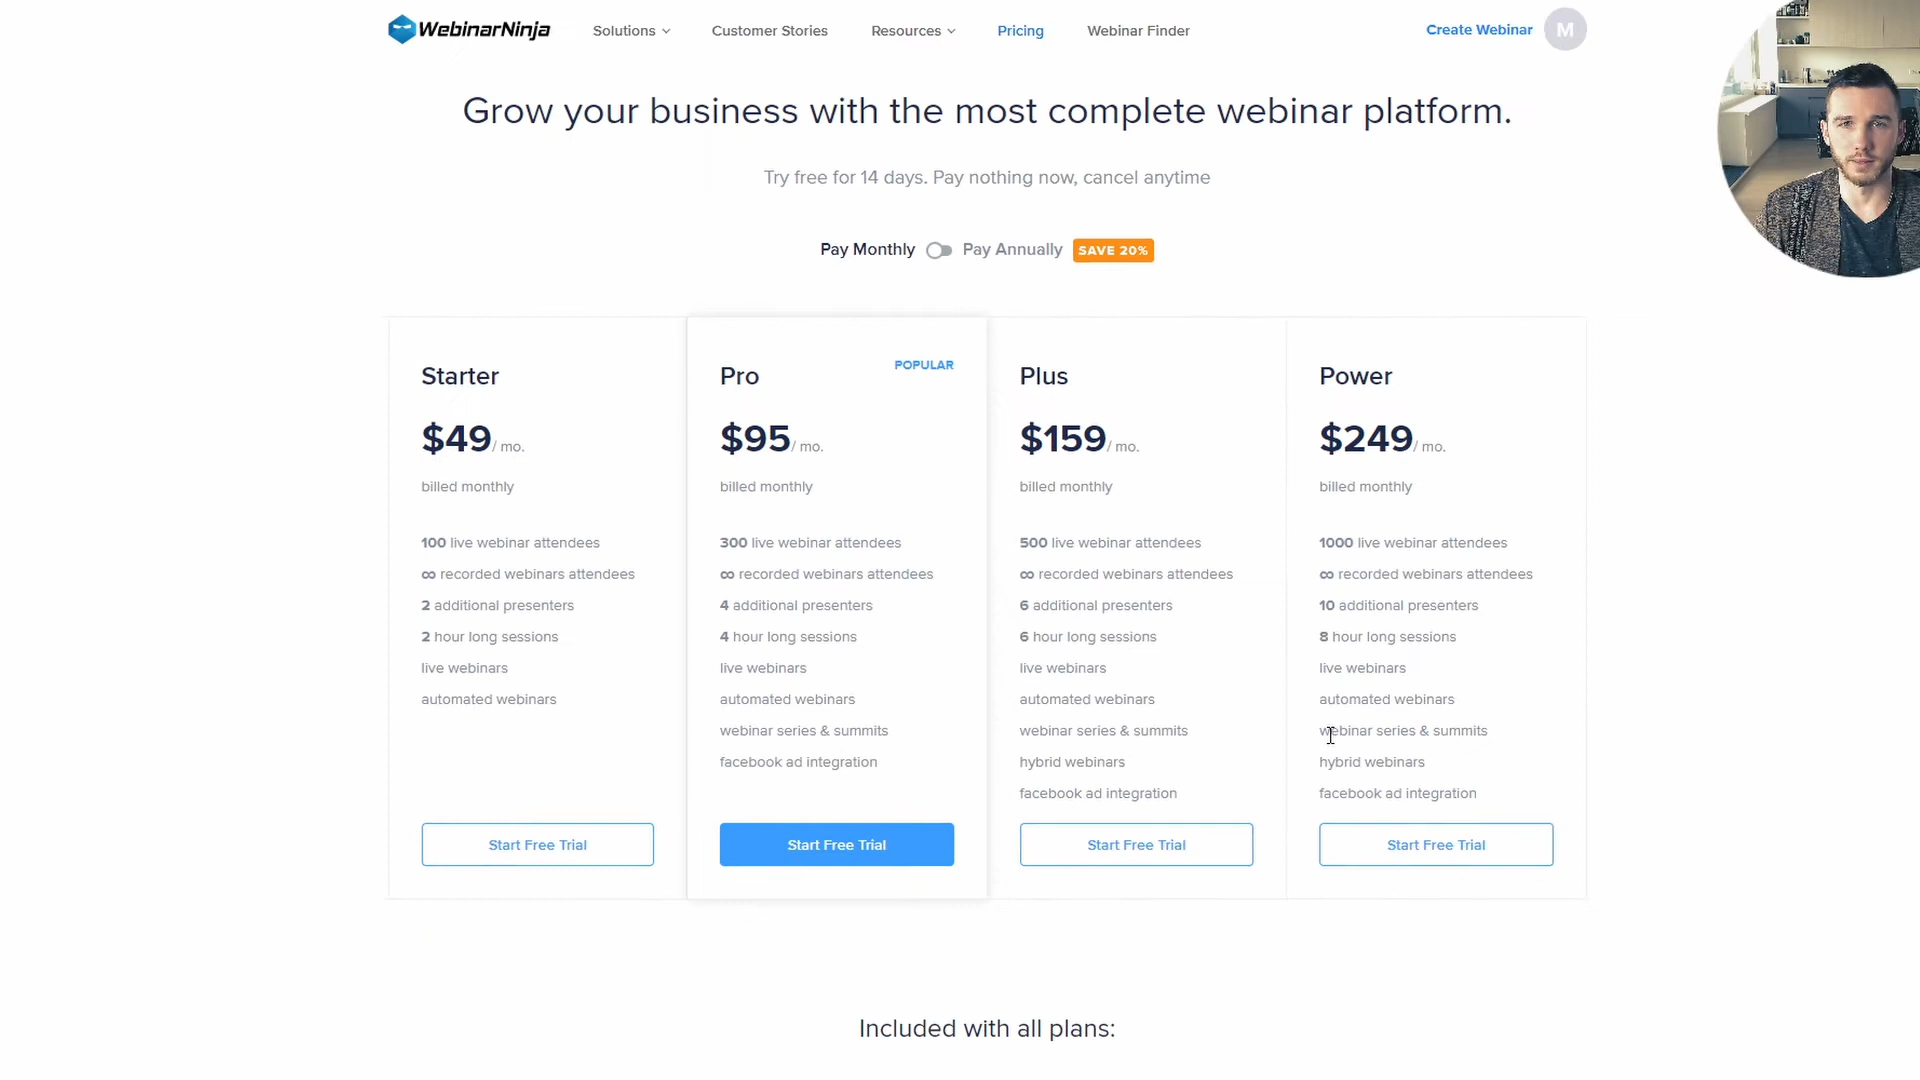 WebinarNinja
Solutions
Customer Stories
Resources
Pricing
Webinar Finder
Create Webinar
M
Grow your business with the most complete webinar platform.
Try free for 14 days. Pay nothing now, cancel anytime
Pay Monthly
Pay Annually
SAVE 20%
Starter
$49/ mo.
billed monthly
100 live webinar attendees
∞ recorded webinars attendees
2 additional presenters
2 hour long sessions
live webinars
automated webinars
Start Free Trial
Pro
POPULAR
$95/ mo.
billed monthly
300 live webinar attendees
∞ recorded webinars attendees
4 additional presenters
4 hour long sessions
live webinars
automated webinars
webinar series & summits
facebook ad integration
Start Free Trial
Plus
$159/ mo.
billed monthly
500 live webinar attendees
∞ recorded webinars attendees
6 additional presenters
6 hour long sessions
live webinars
automated webinars
webinar series & summits
hybrid webinars
facebook ad integration
Start Free Trial
Power
$249/ mo.
billed monthly
1000 live webinar attendees
∞ recorded webinars attendees
10 additional presenters
8 hour long sessions
live webinars
automated webinars
webinar series & summits
hybrid webinars
facebook ad integration
Start Free Trial
Included with all plans: